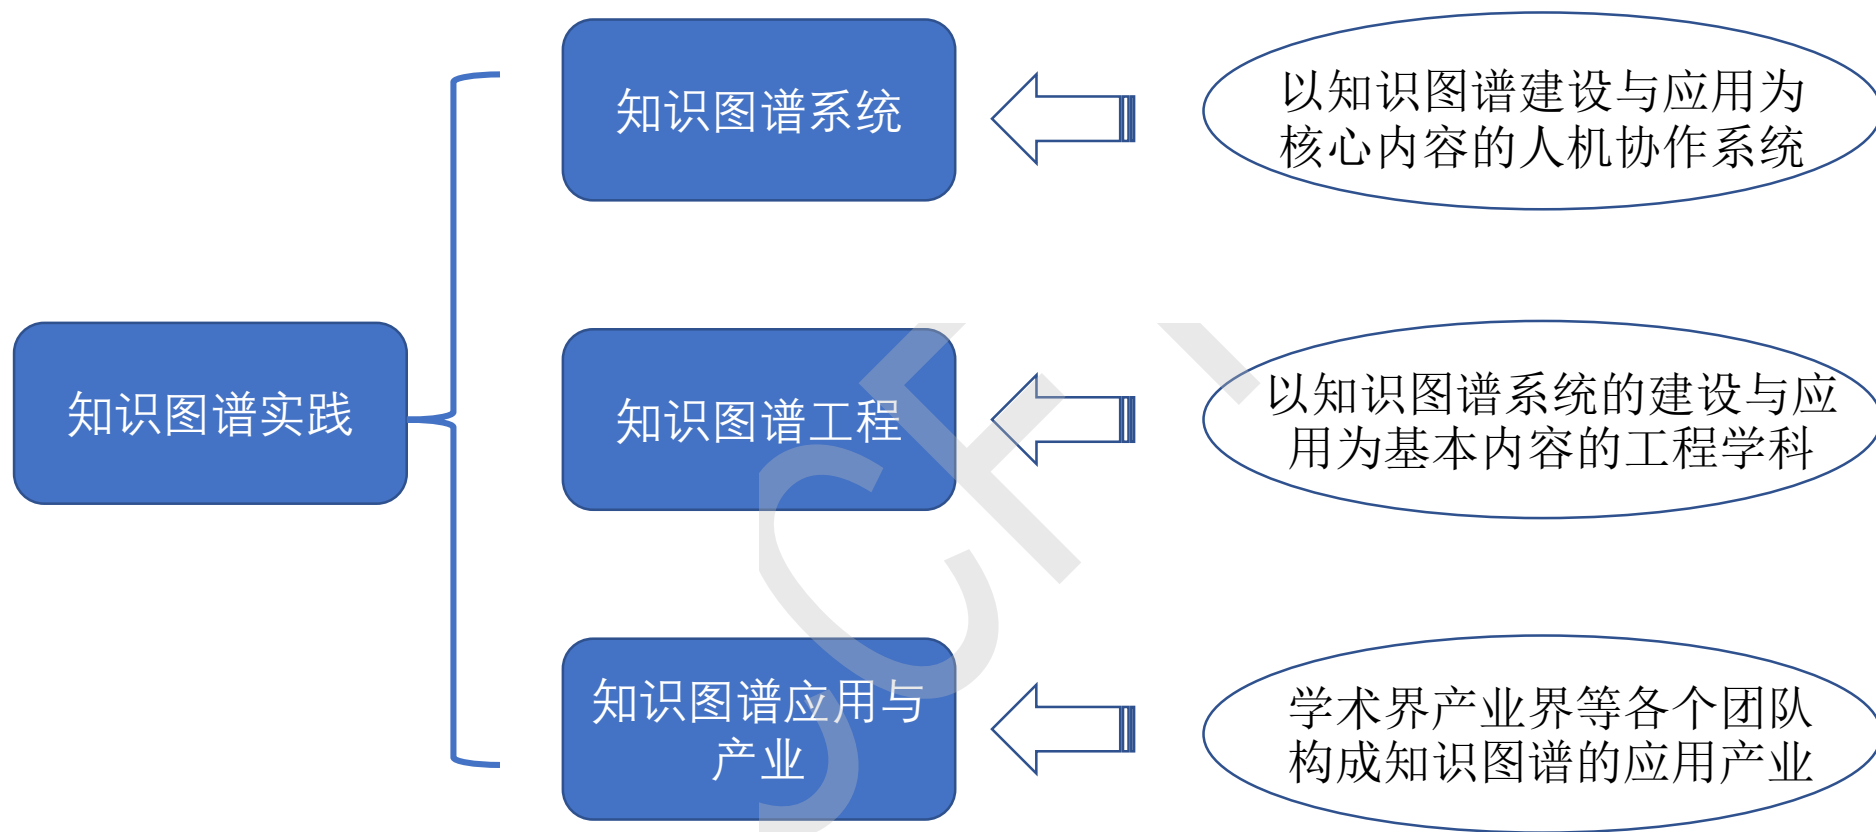 知识图谱系统
以知识图谱建设与应用为
核心内容的人机协作系统
知识图谱实践
知识图谱工程
以知识图谱系统的建设与应
用为基本内容的工程学科
知识图谱应用与
产业
学术界产业界等各个团队
构成知识图谱的应用产业